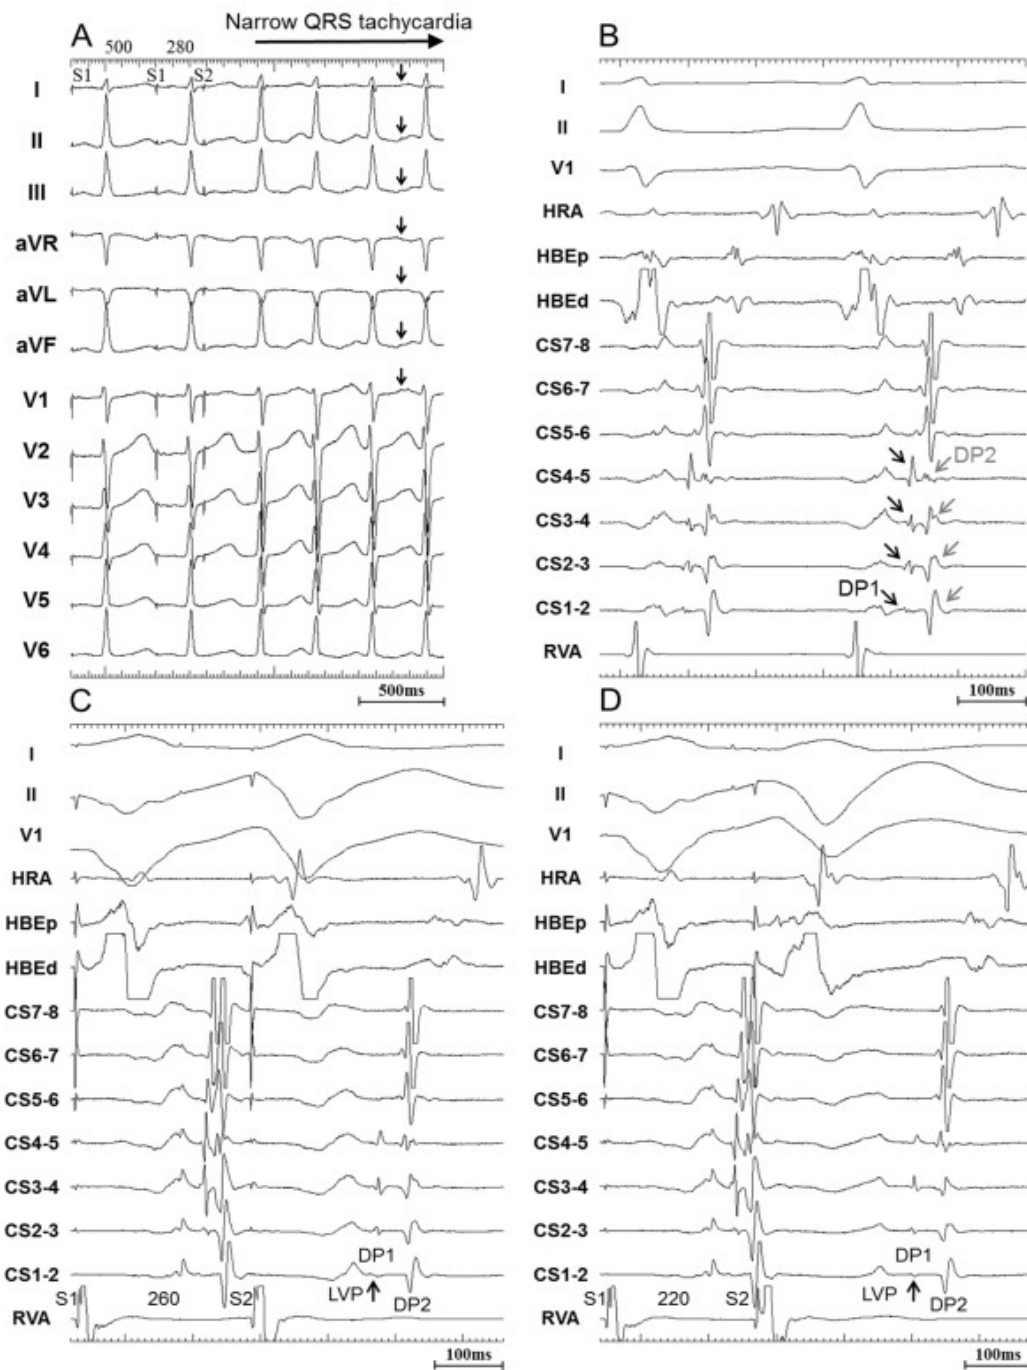 A
Narrow QRS tachycardia
500 280
S1 S1 S2
I
II
III
aVR
aVL
aVF
V1
V2
V3
V4
V5
V6
500ms
B
I
II
V1
HRA
HBEp
HBEd
CS7-8
CS6-7
CS5-6
CS4-5 DP2
CS3-4
CS2-3
DP1
CS1-2
RVA
100ms
C
I
II
V1
HRA
HBEp
HBEd
CS7-8
CS6-7
CS5-6
CS4-5
CS3-4
CS2-3
DP1
CS1-2
LVP DP2
S1 260 S2
RVA
100ms
D
I
II
V1
HRA
HBEp
HBEd
CS7-8
CS6-7
CS5-6
CS4-5
CS3-4
CS2-3
DP1
CS1-2
LVP DP2
S1 220 S2
RVA
100ms